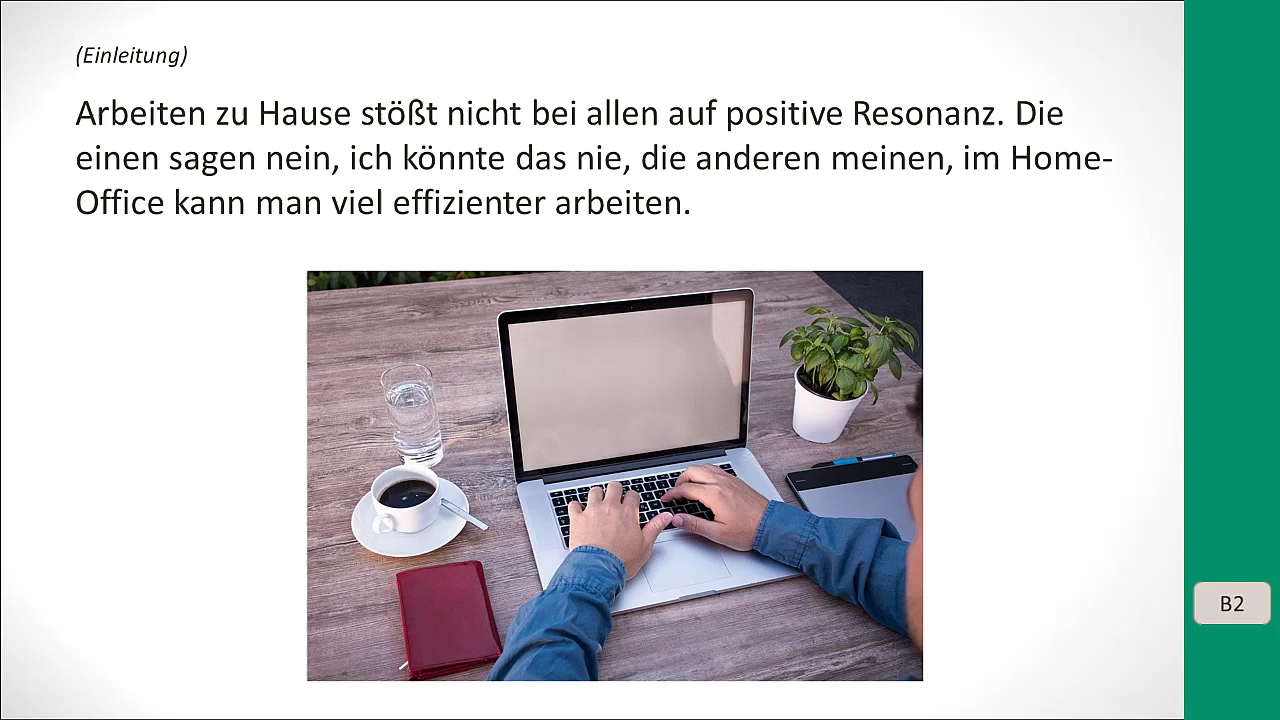 (Einleitung)
Arbeiten zu Hause stößt nicht bei allen auf positive Resonanz. Die
einen sagen nein, ich könnte das nie, die anderen meinen, im Home-
Office kann man viel effizienter arbeiten.
B2